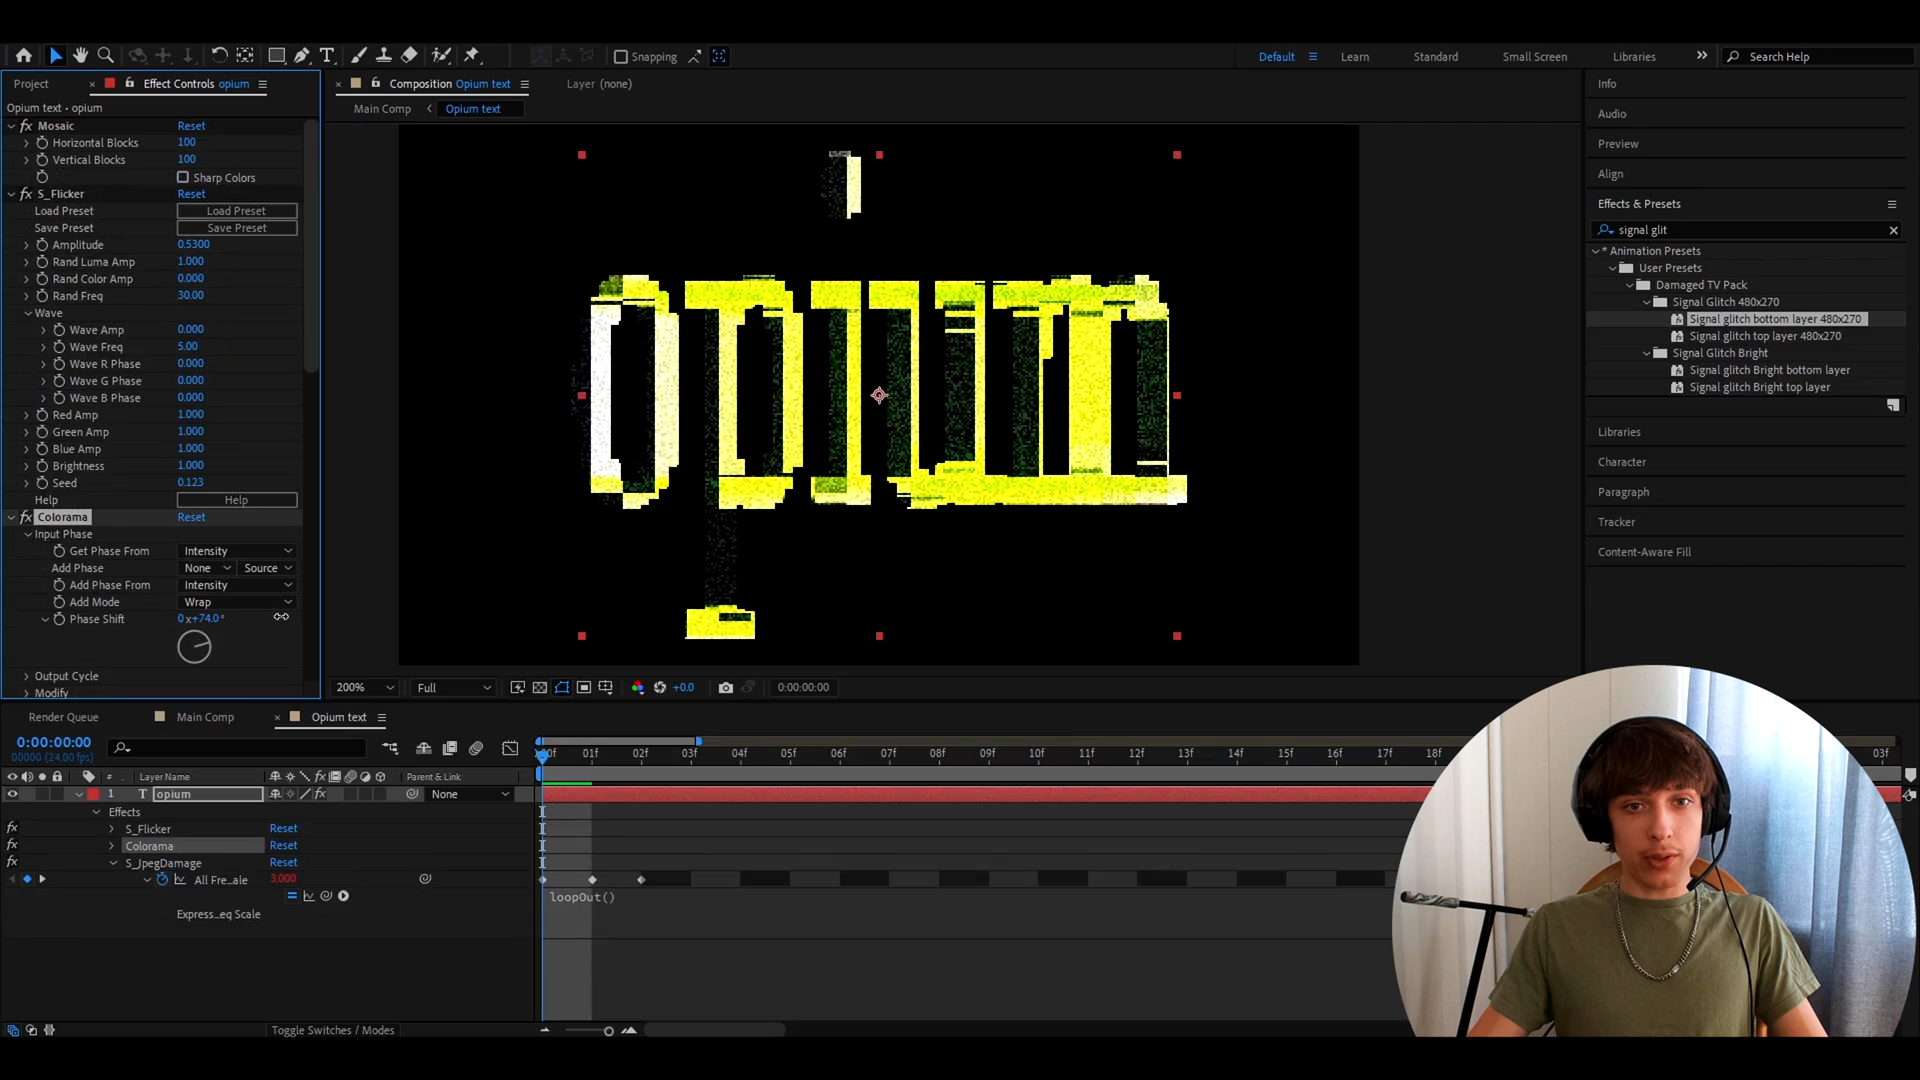 Snapping
Default
Learn
Standard
Small Screen
Libraries
Search Help
Project
Effect Controls opium
Composition Opium text
Layer (none)
Info
Opium text • opium
Main Comp
Opium text
Audio
fx Mosaic Reset
Horizontal Blocks 100
Vertical Blocks 100
Sharp Colors
fx S_Flicker Reset
Load Preset Load Preset
Save Preset Save Preset
Amplitude 0.5300
Rand Luma Amp 1.000
Rand Color Amp 0.000
Rand Freq 30.00
Wave
Wave Amp 0.000
Wave Freq 5.00
Wave R Phase 0.000
Wave G Phase 0.000
Wave B Phase 0.000
Red Amp 1.000
Green Amp 1.000
Blue Amp 1.000
Brightness 1.000
Seed 0.123
Help Help
fx Colorama Reset
Input Phase
Get Phase From Intensity
Add Phase None Source
Add Phase From Intensity
Add Mode Wrap
Phase Shift 0x+74.0°
Output Cycle
Modify
opium
200%
Full
+0.0
0:00:00:00
Preview
Align
Effects & Presets
signal glit
* Animation Presets
User Presets
Damaged TV Pack
Signal Glitch 480x270
Signal glitch bottom layer 480x270
Signal glitch top layer 480x270
Signal Glitch Bright
Signal glitch Bright bottom layer
Signal glitch Bright top layer
Libraries
Character
Paragraph
Tracker
Content-Aware Fill
Render Queue
Main Comp
Opium text
0:00:00:00
00000 (24.00 fps)
01f 02f 03f 04f 05f 06f 07f 08f 09f 10f 11f 12f 13f 14f 15f 16f 17f 18f 03f
# Layer Name Parent & Link
1 T opium None
Effects
fx S_Flicker Reset
fx Colorama Reset
fx S_JpegDamage Reset
All Fre...ale 3.000
loopOut()
Express...eq Scale
Toggle Switches / Modes